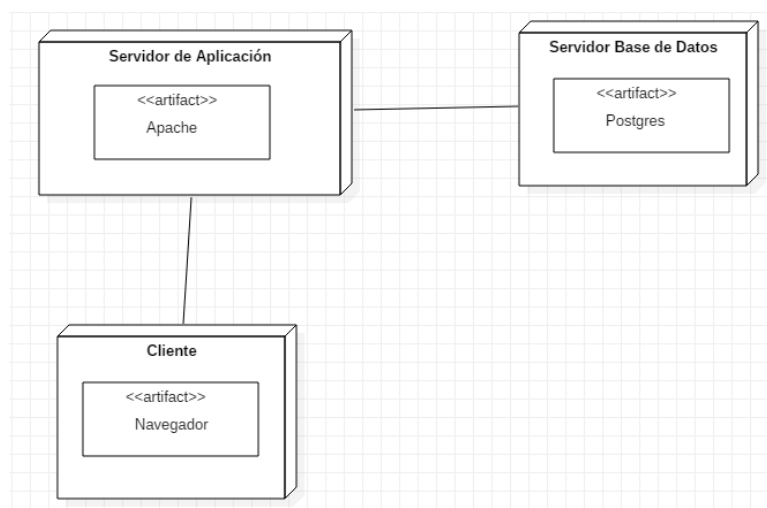 Servidor de Aplicación
<<artifact>>
Apache
Servidor Base de Datos
<<artifact>>
Postgres
Cliente
<<artifact>>
Navegador